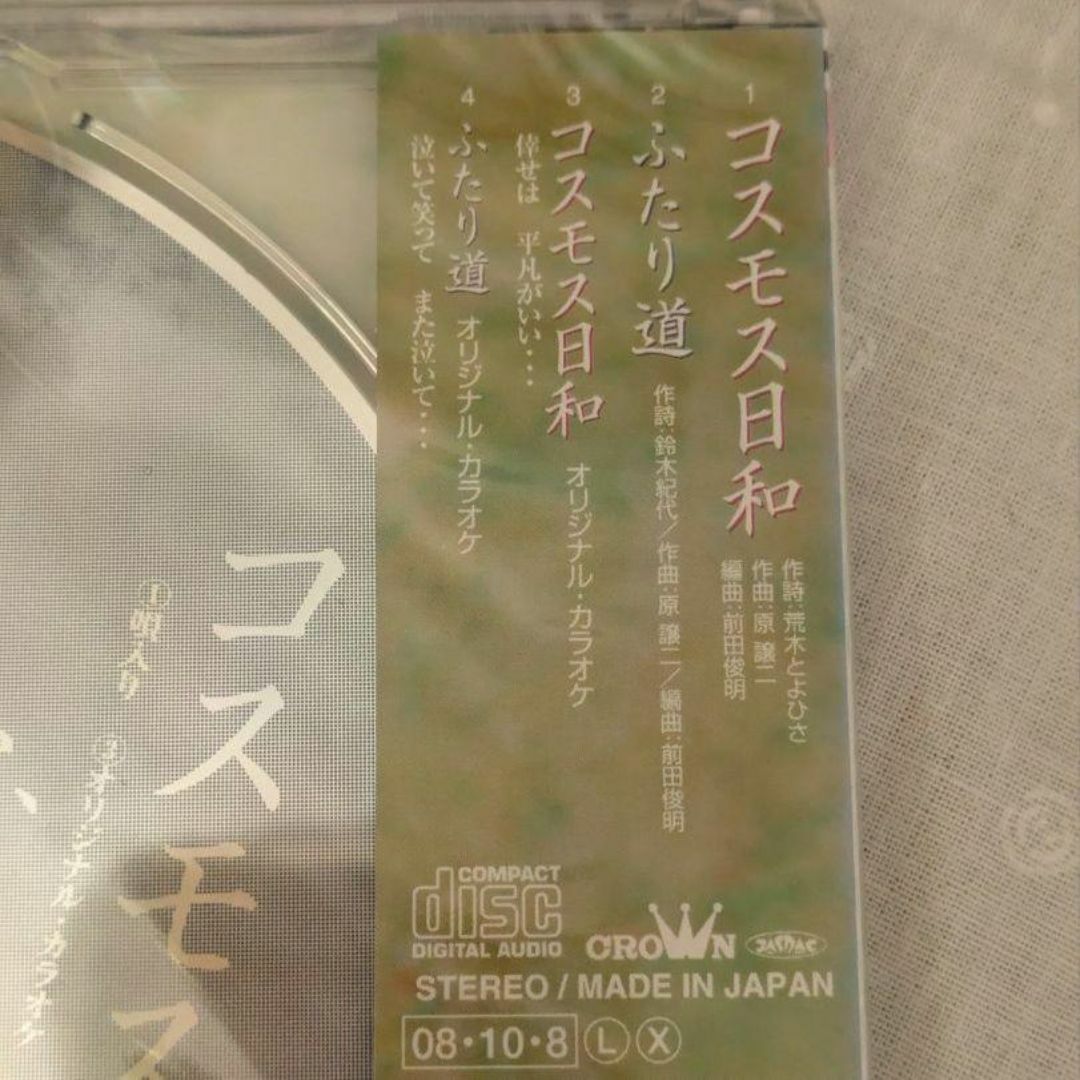 1 コスモス日和
作詩:荒木とよひさ
作曲:原 譲二
編曲:前田俊明
2 ふたり道 作詩:鈴木紀代/作曲:原 譲二/編曲:前田俊明
3 コスモス日和 オリジナル・カラオケ
倖せは 平凡がいい・・・
4 ふたり道 オリジナル・カラオケ
泣いて笑って また泣いて・・・
COMPACT
disc
DIGITAL AUDIO
CROWN
JASRAC
STEREO / MADE IN JAPAN
08・10・8 L X
コスモス
①唄入り
③オリジナル・カラオケ